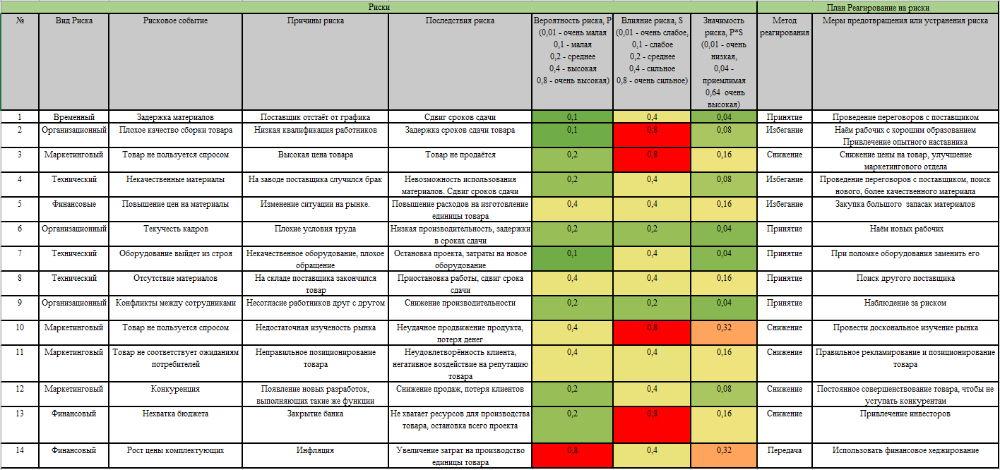 Риски
План Реагирование на риски
№
Вид Риска
Рисковое событие
Причины риска
Последствия риска
Вероятность риска, P
(0,01 - очень малая
0,1 - малая
0,2 - среднее
0,4 - высокая
0,8 - очень высокая)
Влияние риска, S
(0,01 - очень слабое,
0,1 - слабое
0,2 - среднее
0,4 - сильное
0,8 - очень сильное)
Значимость
риска, P*S
(0,01 - очень
низкая,
0,04 -
приемлимая
0,64 очень
высокая)
Метод
реагирования
Меры предотвращения или устранения риска
1
Временный
Задержка материалов
Поставщик отстаёт от графика
Сдвиг сроков сдачи
0,1
0,4
0,04
Принятие
Проведение переговоров с поставщиком
2
Организационный
Плохое качество сборки товара
Низкая квалификация работников
Задержка сроков сдачи товара
0,1
0,8
0,08
Избегание
Наём рабочих с хорошим образованием
Привлечение опытного наставника
3
Маркетинговый
Товар не пользуется спросом
Высокая цена товара
Товар не продаётся
0,2
0,8
0,16
Снижение
Снижение цены на товар, улучшение
маркетингового отдела
4
Технический
Некачественные материалы
На заводе поставщика случился брак
Невозможность использования
материалов. Сдвиг сроков сдачи
0,2
0,4
0,08
Избегание
Проведение переговоров с поставщиком, поиск
нового, более качественного материала
5
Финансовые
Повышение цен на материалы
Изменение ситуации на рынке.
Повышение расходов на изготовление
единицы товара
0,4
0,4
0,16
Избегание
Закупка большого запасак материалов
6
Организационный
Текучесть кадров
Плохие условия труда
Низкая производительность, задержки
в сроках сдачи
0,2
0,2
0,04
Принятие
Наём новых рабочих
7
Технический
Оборудование выйдет из строя
Некачественное оборудование, плохое
обращение
Остановка проекта, затраты на новое
оборудование
0,1
0,4
0,04
Принятие
При поломке оборудования заменить его
8
Технический
Отсутствие материалов
На складе поставщика закончился
товар
Приостановка работы, сдвиг срока
сдачи
0,4
0,4
0,16
Принятие
Поиск другого поставщика
9
Организационный
Конфликты между сотрудниками
Несогласие работников друг с другом
Снижение производительности
0,2
0,2
0,04
Принятие
Наблюдение за риском
10
Маркетинговый
Товар не пользуется спросом
Недостаточная изученость рынка
Неудачное продвижение продукта,
потеря денег
0,4
0,8
0,32
Снижение
Провести доскональное изучение рынка
11
Маркетинговый
Товар не соответствует ожиданиям
потребителей
Неправильное позиционирование
товара
Неудовлетворённость клиента,
негативное воздействие на репутацию
товара
0,4
0,4
0,16
Снижение
Правильное рекламирование и позиционирование
товара
12
Маркетинговый
Конкуренция
Появление новых разработок,
выполняющих такие же функции
Снижение продаж, потеря клиентов
0,2
0,4
0,08
Снижение
Постоянное совершенствование товара, чтобы не
уступать конкурентам
13
Финансовый
Нехватка бюджета
Закрытие банка
Не хватает ресурсов для производства
товара, остановка всего проекта
0,2
0,8
0,16
Снижение
Привлечение инвесторов
14
Финансовый
Рост цены комплектующих
Инфляция
Увеличение затрат на производство
единицы товара
0,8
0,4
0,32
Передача
Использовать финансовое хеджирование